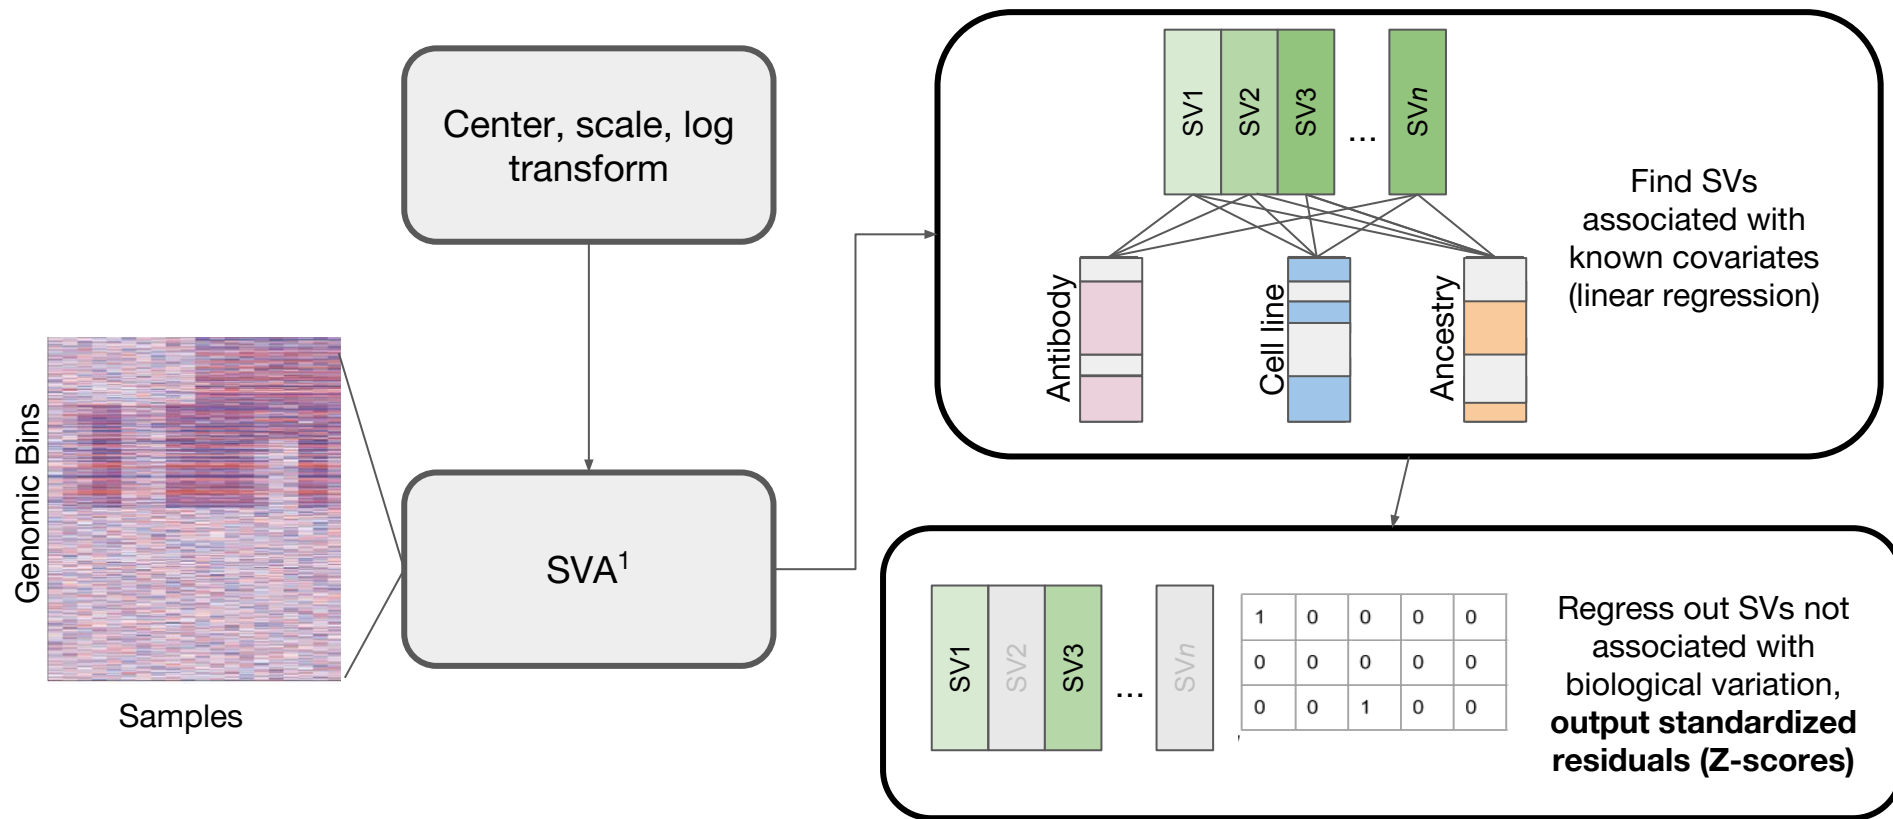 Center, scale, log
transform
SVA¹
Genomic Bins
Samples
SV1
SV2
SV3
...
SVn
Antibody
Cell line
Ancestry
Find SVs
associated with
known covariates
(linear regression)
SV1
SV2
SV3
...
SVn
1 0 0 0 0
0 0 0 0 0
0 0 1 0 0
Regress out SVs not
associated with
biological variation,
output standardized
residuals (Z-scores)